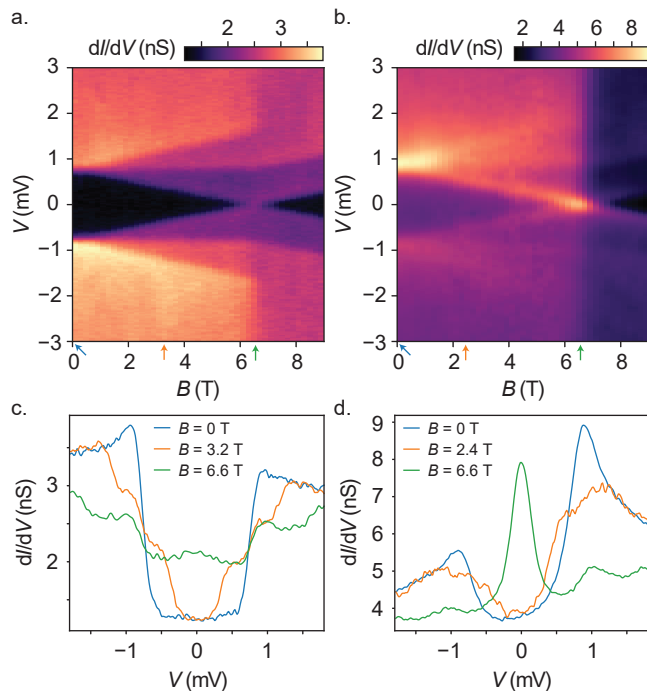 a.
dI/dV (nS)
2
3
3
2
1
0
−1
−2
−3
V (mV)
0
2
4
6
8
B (T)
b.
dI/dV (nS)
2
4
6
8
3
2
1
0
−1
−2
−3
V (mV)
0
2
4
6
8
B (T)
c.
B = 0 T
B = 3.2 T
B = 6.6 T
3
2
dI/dV (nS)
−1
0
1
V (mV)
d.
B = 0 T
B = 2.4 T
B = 6.6 T
9
8
7
6
5
4
dI/dV (nS)
−1
0
1
V (mV)